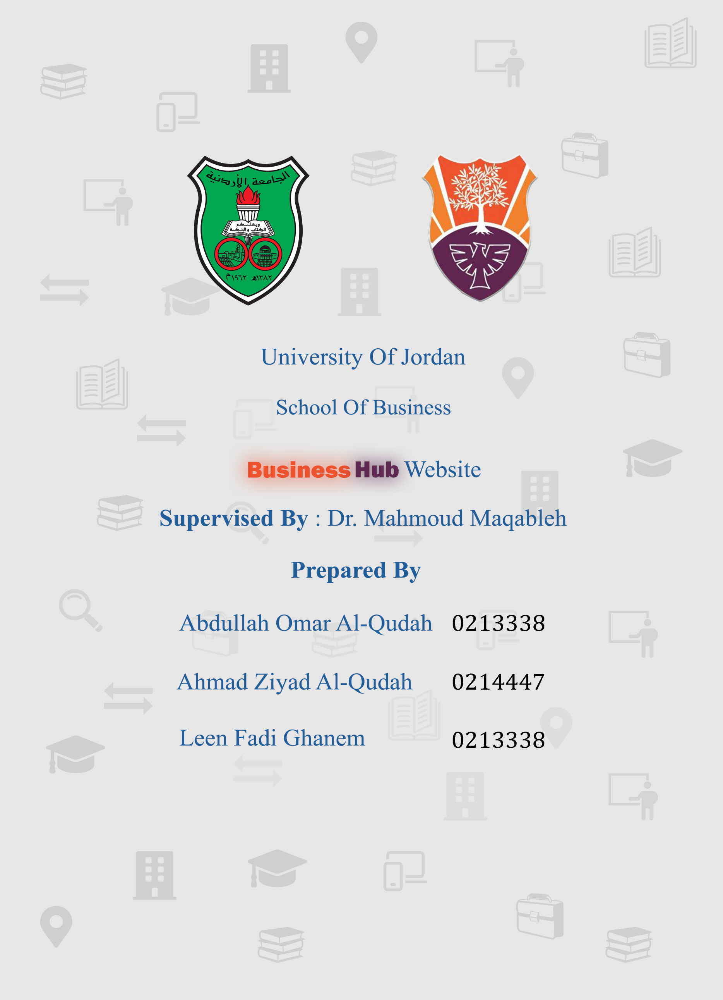 الجامعة الأردنية
ويعلمكم
الكتاب والحكمة
١٣٨٢هـ ١٩٦٢م
University Of Jordan
School Of Business
Business Hub Website
Supervised By : Dr. Mahmoud Maqableh
Prepared By
Abdullah Omar Al-Qudah 0213338
Ahmad Ziyad Al-Qudah 0214447
Leen Fadi Ghanem 0213338